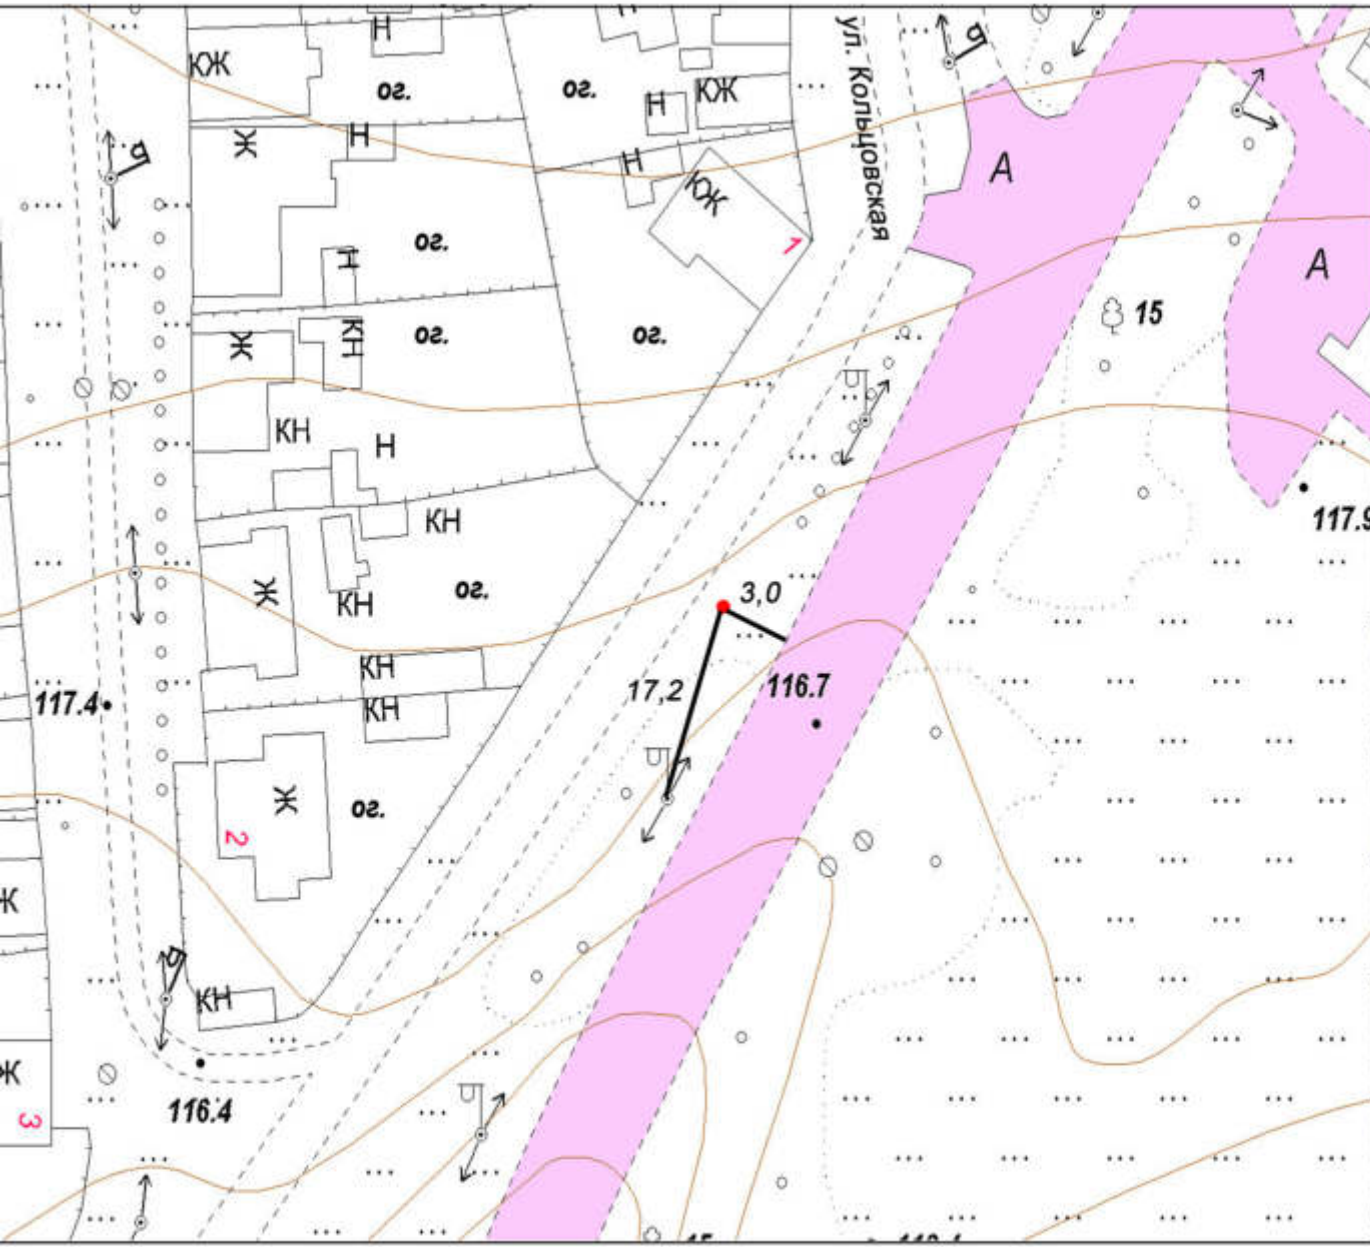 Н
Н
КЖ
ог.
ог.
Н
КЖ
ул. Кольцовская
Ж
Н
Н
КЖ
А
1
ог.
Н
А
15
Ж
КН
ог.
ог.
КН
Н
КН
117.9
Ж
КН
ог.
3,0
КН
117.4
КН
17,2
116.7
Ж
ог.
2
Ж
КН
Ж
116.4
3